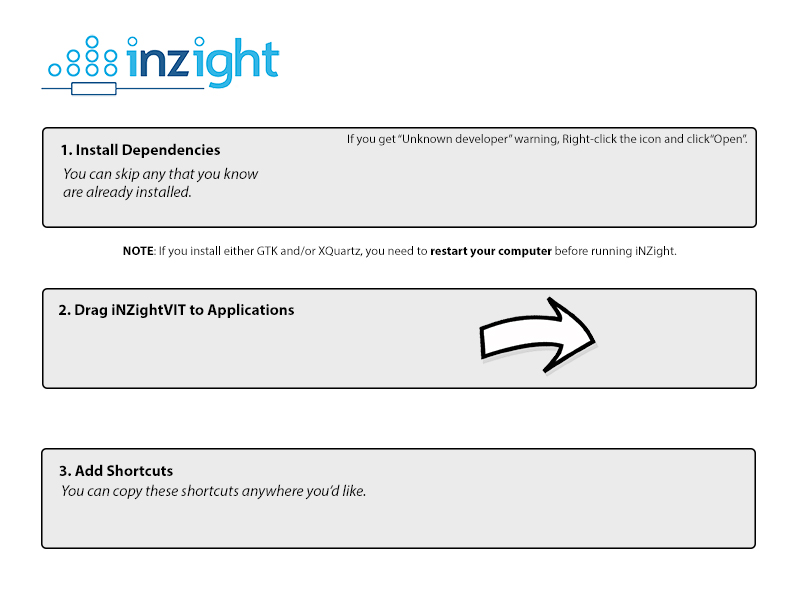 inzight
If you get “Unknown developer” warning, Right-click the icon and click “Open”.
1. Install Dependencies
You can skip any that you know
are already installed.
NOTE: If you install either GTK and/or XQuartz, you need to restart your computer before running iNZight.
2. Drag iNZightVIT to Applications
3. Add Shortcuts
You can copy these shortcuts anywhere you’d like.